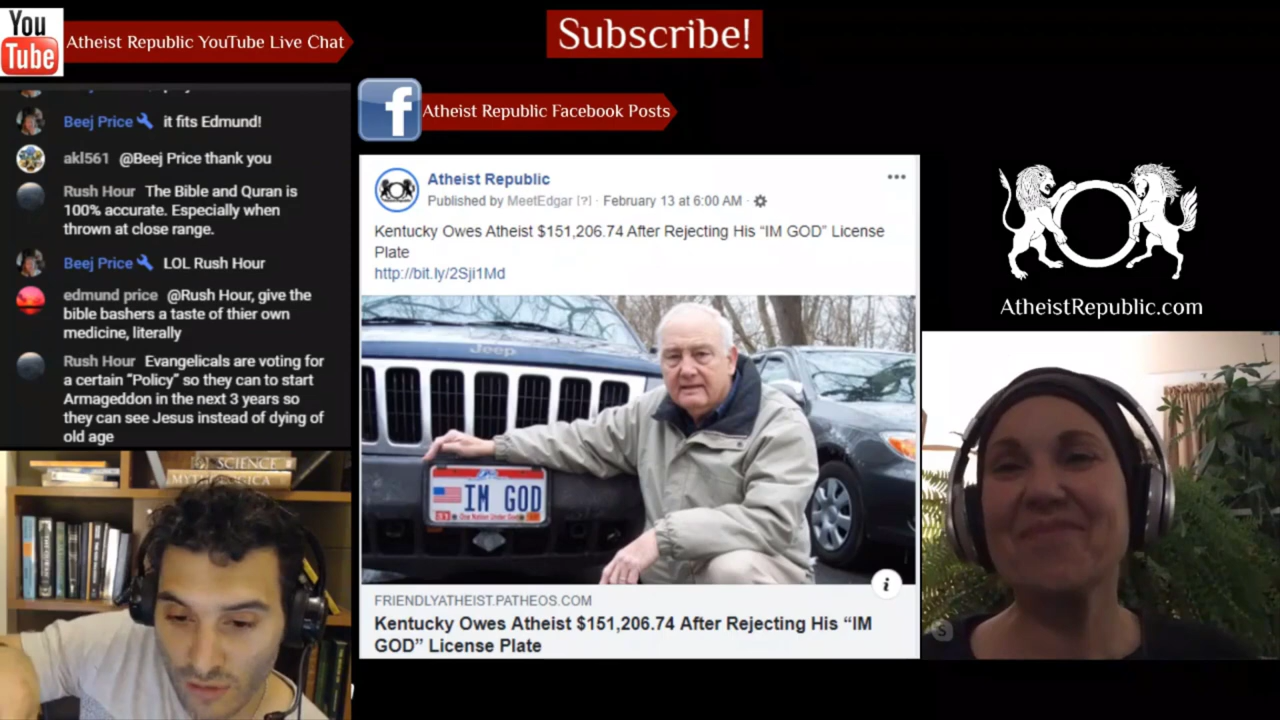 You
Tube
Atheist Republic YouTube Live Chat
Subscribe!
Beej Price it fits Edmund!
akl561 @Beej Price thank you
Rush Hour The Bible and Quran is
100% accurate. Especially when
thrown at close range.
Beej Price LOL Rush Hour
edmund price @Rush Hour, give the
bible bashers a taste of thier own
medicine, literally
Rush Hour Evangelicals are voting for
a certain “Policy” so they can to start
Armageddon in the next 3 years so
they can see Jesus instead of dying of
old age
f
Atheist Republic Facebook Posts
Atheist Republic
Published by MeetEdgar [?] · February 13 at 6:00 AM ·
Kentucky Owes Atheist $151,206.74 After Rejecting His “IM GOD” License
Plate
http://bit.ly/2Sji1Md
IM GOD
One Nation Under God
i
FRIENDLYATHEIST.PATHEOS.COM
Kentucky Owes Atheist $151,206.74 After Rejecting His “IM
GOD” License Plate
AtheistRepublic.com
S
SCIENCE